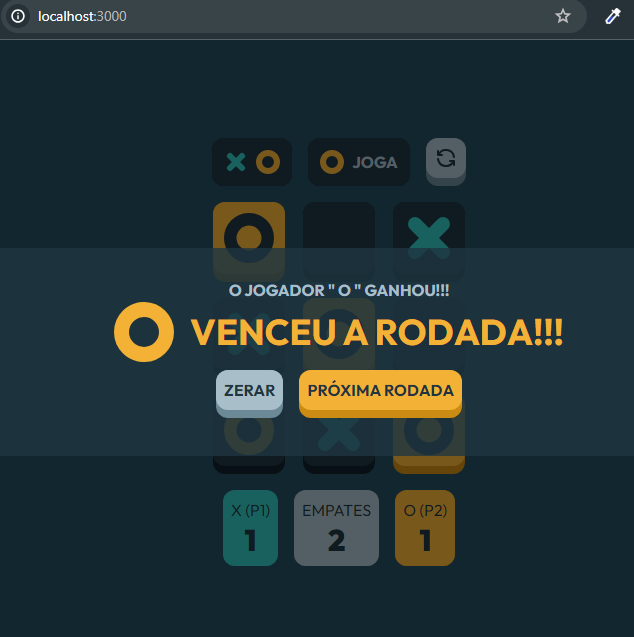 localhost:3000
JOGA
O JOGADOR " O " GANHOU!!!
VENCEU A RODADA!!!
ZERAR
PRÓXIMA RODADA
X (P1)
EMPATES
O (P2)
1
2
1